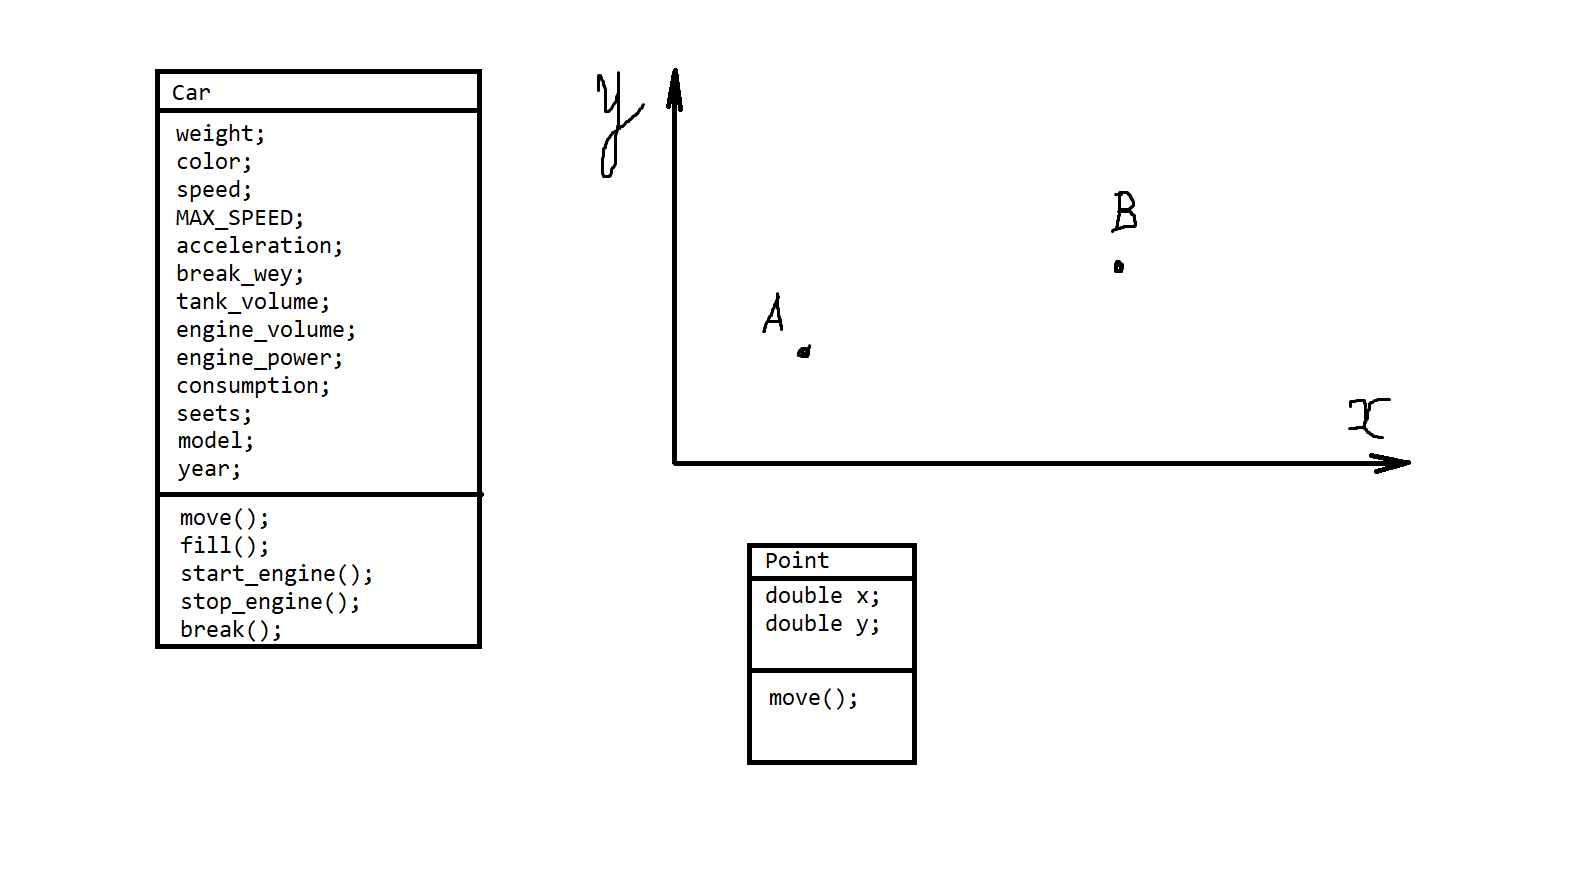 Car
weight;
color;
speed;
MAX_SPEED;
acceleration;
break_wey;
tank_volume;
engine_volume;
engine_power;
consumption;
seets;
model;
year;
move();
fill();
start_engine();
stop_engine();
break();
y
B
A
x
Point
double x;
double y;
move();